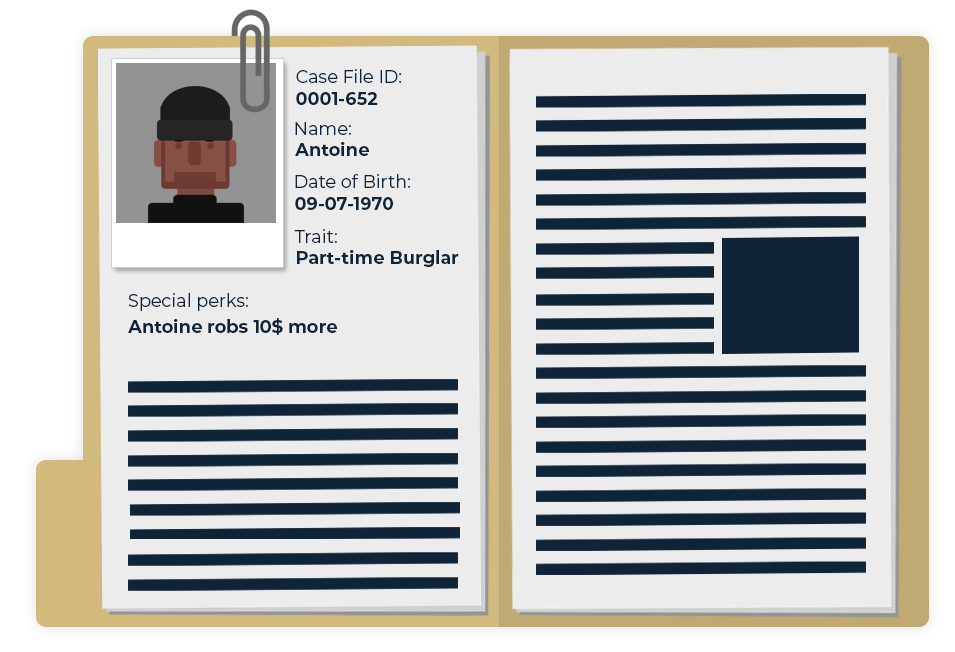 Case File ID:
0001-652
Name:
Antoine
Date of Birth:
09-07-1970
Trait:
Part-time Burglar
Special perks:
Antoine robs 10$ more